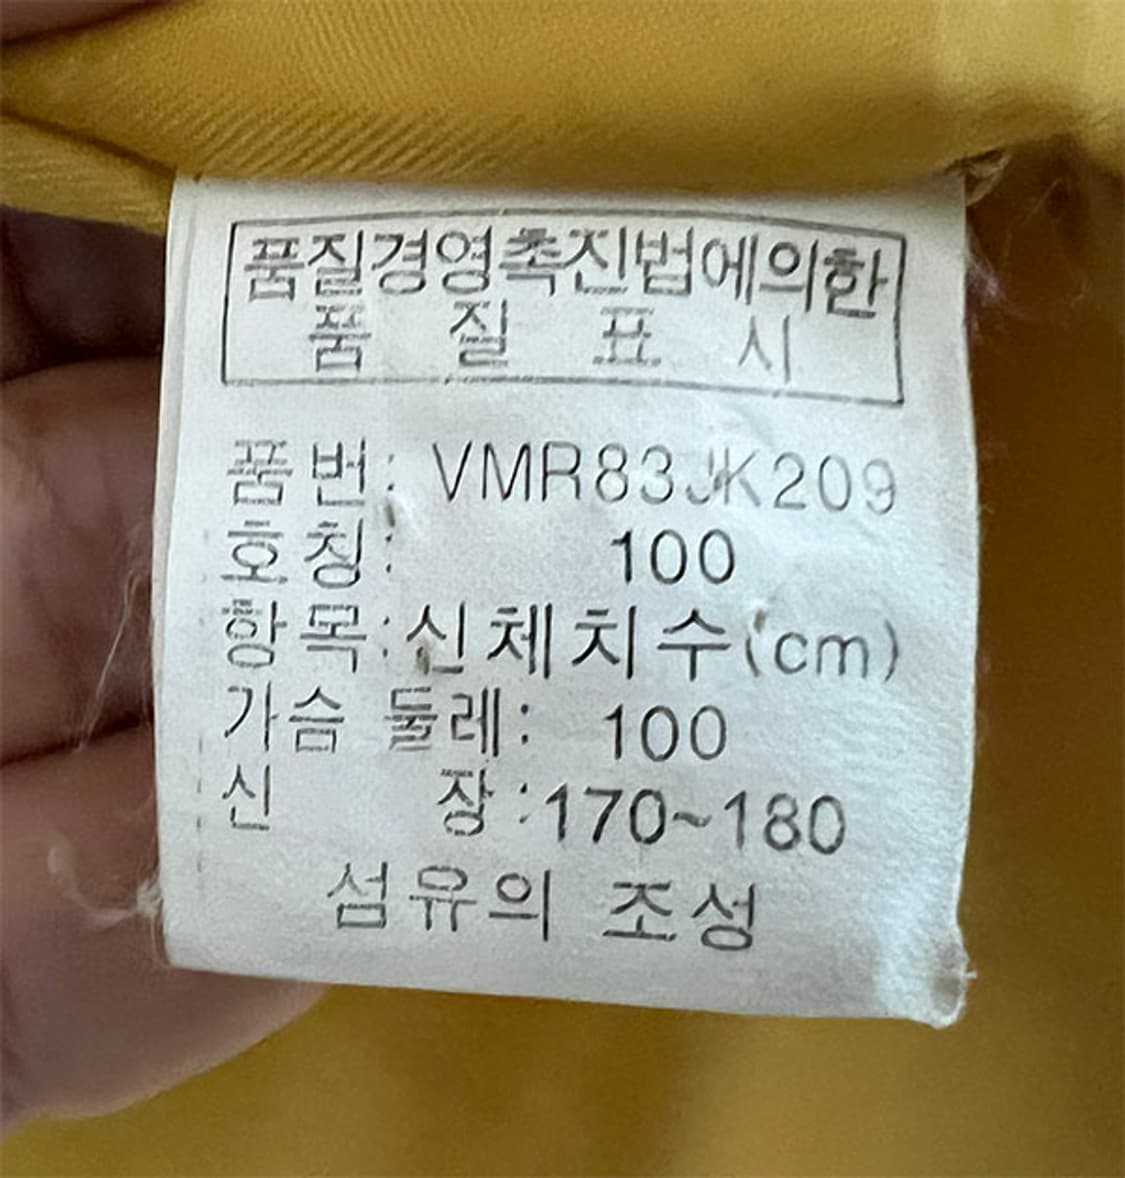 품질경영촉진법에의한
품 질 표 시
품번: VMR83JK209
호칭: 100
항목: 신체치수(cm)
가슴 둘레: 100
신 장: 170~180
섬유의 조성